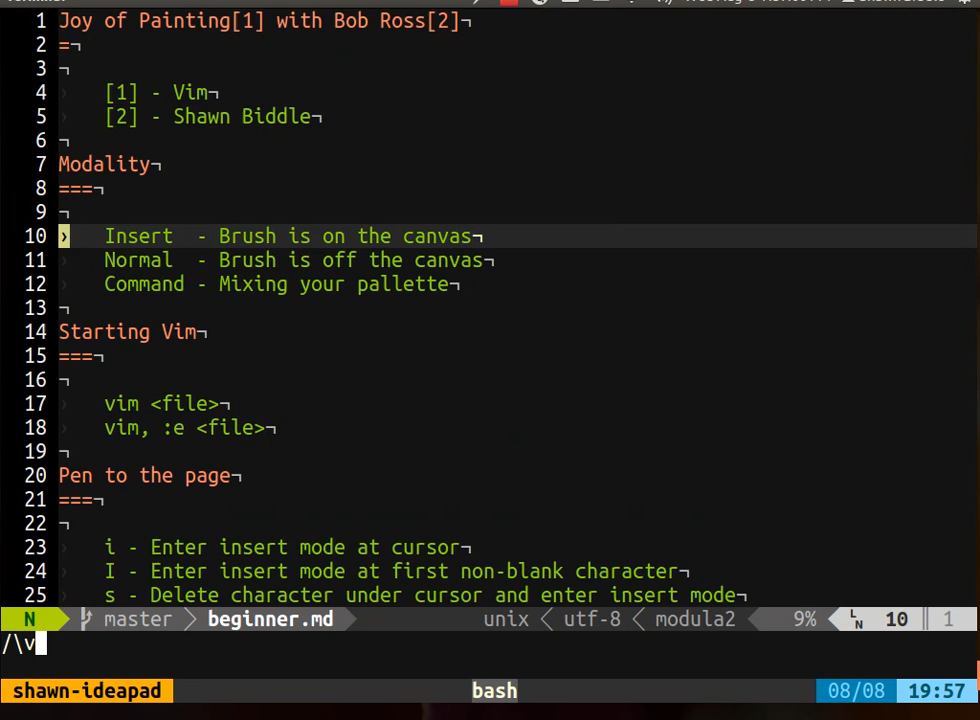 1 Joy of Painting[1] with Bob Ross[2]¬
2 =¬
3 ¬
4 › [1] - Vim¬
5 › [2] - Shawn Biddle¬
6 ¬
7 Modality¬
8 ===¬
9 ¬
10 › Insert  - Brush is on the canvas¬
11 › Normal  - Brush is off the canvas¬
12 › Command - Mixing your pallette¬
13 ¬
14 Starting Vim¬
15 ===¬
16 ¬
17 › vim <file>¬
18 › vim, :e <file>¬
19 ¬
20 Pen to the page¬
21 ===¬
22 ¬
23 › i - Enter insert mode at cursor¬
24 › I - Enter insert mode at first non-blank character¬
25 › s - Delete character under cursor and enter insert mode¬
N master beginner.md unix utf-8 modula2 9% LN 10 1
/\v
shawn-ideapad bash 08/08 19:57